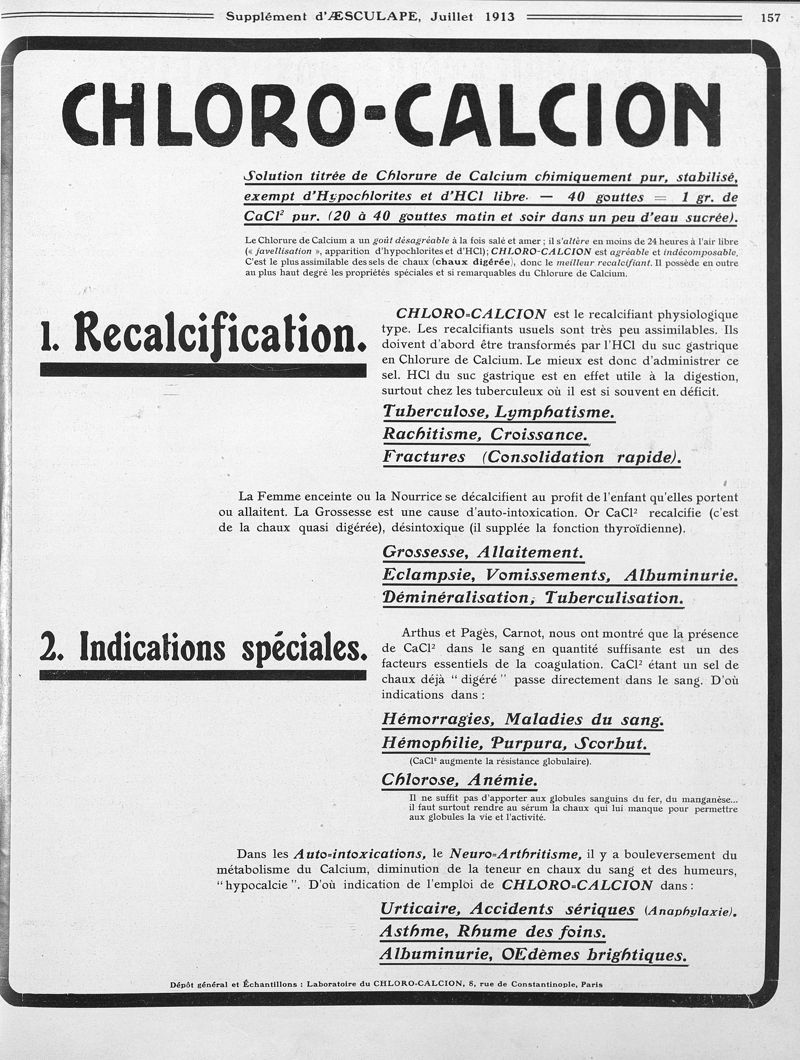 Supplément d'ÆSCULAPE, Juillet 1913
157
CHLORO-CALCION
Solution titrée de Chlorure de Calcium chimiquement pur, stabilisé,
exempt d'Hypochlorites et d'HCl libre. — 40 gouttes = 1 gr. de
CaCl² pur. (20 à 40 gouttes matin et soir dans un peu d'eau sucrée).
Le Chlorure de Calcium a un goût désagréable à la fois salé et amer ; il s'altère en moins de 24 heures à l'air libre
(« javellisation », apparition d'hypochlorites et d'HCl); CHLORO-CALCION est agréable et indécomposable.
C'est le plus assimilable des sels de chaux (chaux digérée), donc le meilleur recalcifiant. Il possède en outre
au plus haut degré les propriétés spéciales et si remarquables du Chlorure de Calcium.
1. Recalcification.
CHLORO-CALCION est le recalcifiant physiologique
type. Les recalcifiants usuels sont très peu assimilables. Ils
doivent d'abord être transformés par l'HCl du suc gastrique
en Chlorure de Calcium. Le mieux est donc d'administrer ce
sel. HCl du suc gastrique est en effet utile à la digestion,
surtout chez les tuberculeux où il est si souvent en déficit.
Tuberculose, Lymphatisme.
Rachitisme, Croissance.
Fractures (Consolidation rapide).
La Femme enceinte ou la Nourrice se décalcifient au profit de l'enfant qu'elles portent
ou allaitent. La Grossesse est une cause d'auto-intoxication. Or CaCl² recalcifie (c'est
de la chaux quasi digérée), désintoxique (il supplée la fonction thyroïdienne).
Grossesse, Allaitement.
Eclampsie, Vomissements, Albuminurie.
Déminéralisation, Tuberculisation.
2. Indications spéciales.
Arthus et Pagès, Carnot, nous ont montré que la présence
de CaCl² dans le sang en quantité suffisante est un des
facteurs essentiels de la coagulation. CaCl² étant un sel de
chaux déjà “ digéré ” passe directement dans le sang. D'où
indications dans :
Hémorragies, Maladies du sang.
Hémophilie, Purpura, Scorbut.
(CaCl² augmente la résistance globulaire).
Chlorose, Anémie.
Il ne suffit pas d'apporter aux globules sanguins du fer, du manganèse...
il faut surtout rendre au sérum la chaux qui lui manque pour permettre
aux globules la vie et l'activité.
Dans les Auto-intoxications, le Neuro-Arthritisme, il y a bouleversement du
métabolisme du Calcium, diminution de la teneur en chaux du sang et des humeurs,
“ hypocalcie ”. D'où indication de l'emploi de CHLORO-CALCION dans :
Urticaire, Accidents sériques (Anaphylaxie).
Asthme, Rhume des foins.
Albuminurie, OEdèmes brightiques.
Dépôt général et Échantillons : Laboratoire du CHLORO-CALCION, 8, rue de Constantinople, Paris